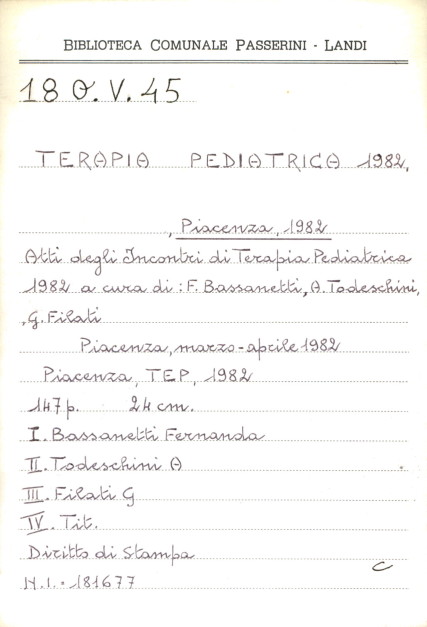 BIBLIOTECA COMUNALE PASSERINI - LANDI
18 O. V. 45
TERAPIA PEDIATRICA 1982,
, Piacenza, 1982
Atti degli Incontri di Terapia Pediatrica
1982 a cura di : F. Bassanetti, A. Todeschini,
, G. Filati
Piacenza, marzo-aprile 1982
Piacenza, TEP, 1982
147 p. 24 cm.
I. Bassanetti Fernanda
II. Todeschini A
III. Filati G
IV. Tit.
Diritto di Stampa
C
N.I. 181677